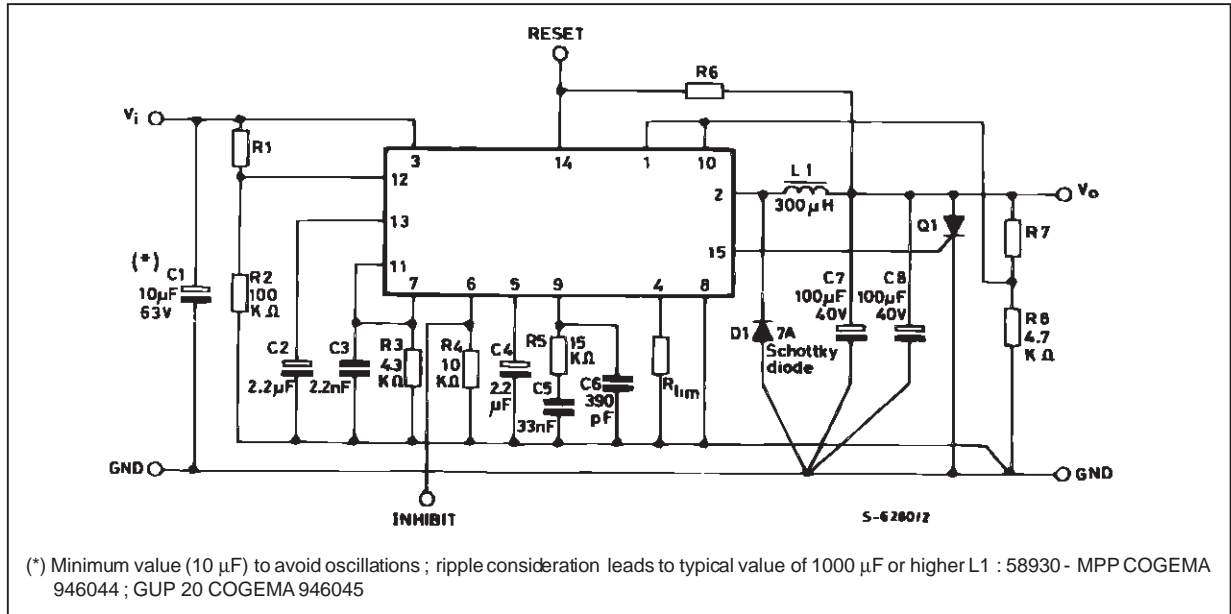 RESET
R6
Vi
R1
3
14
1
10
12
2
L1
300 μH
Vo
13
Q1
R7
15
(*)
C1
10μF
63V
11
R2
100
KΩ
7
6
5
9
4
8
C7
100μF
40V
C8
100μF
40V
R8
4.7
KΩ
C2
2.2μF
C3
2.2nF
R3
4.3
KΩ
R4
10
KΩ
C4
2.2
μF
R5
15
KΩ
C5
33nF
C6
390
pF
Rlim
D1
7A
Schottky
diode
GND
GND
INHIBIT
S-6280/2
(*) Minimum value (10 μF) to avoid oscillations ; ripple consideration leads to typical value of 1000 μF or higher L1 : 58930 - MPP COGEMA
946044 ; GUP 20 COGEMA 946045